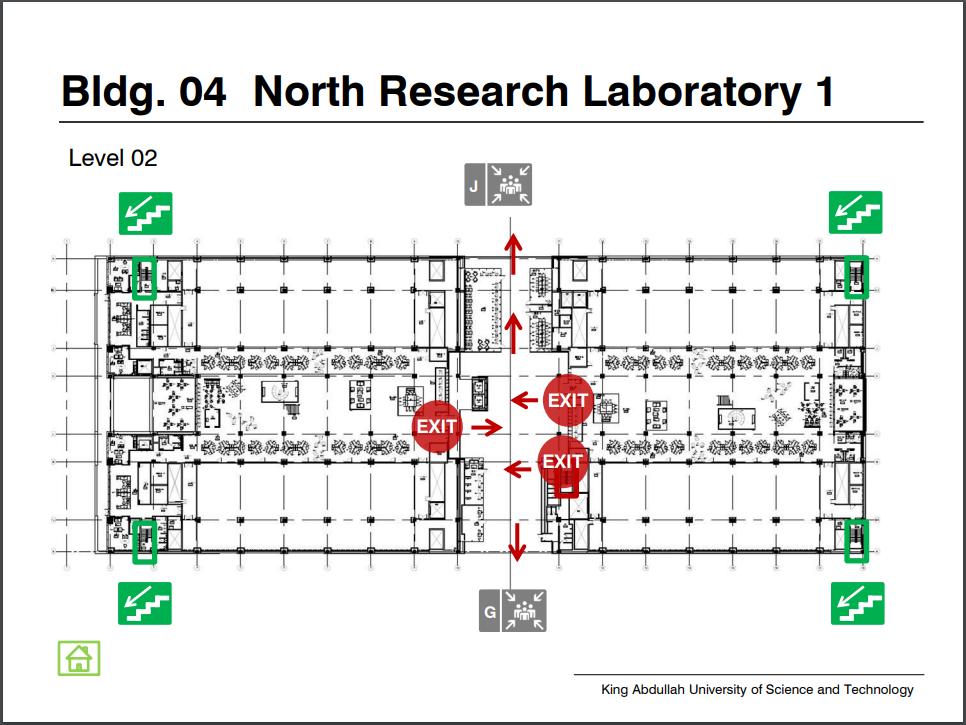 Bldg. 04 North Research Laboratory 1
Level 02
J
EXIT
EXIT
EXIT
G
King Abdullah University of Science and Technology